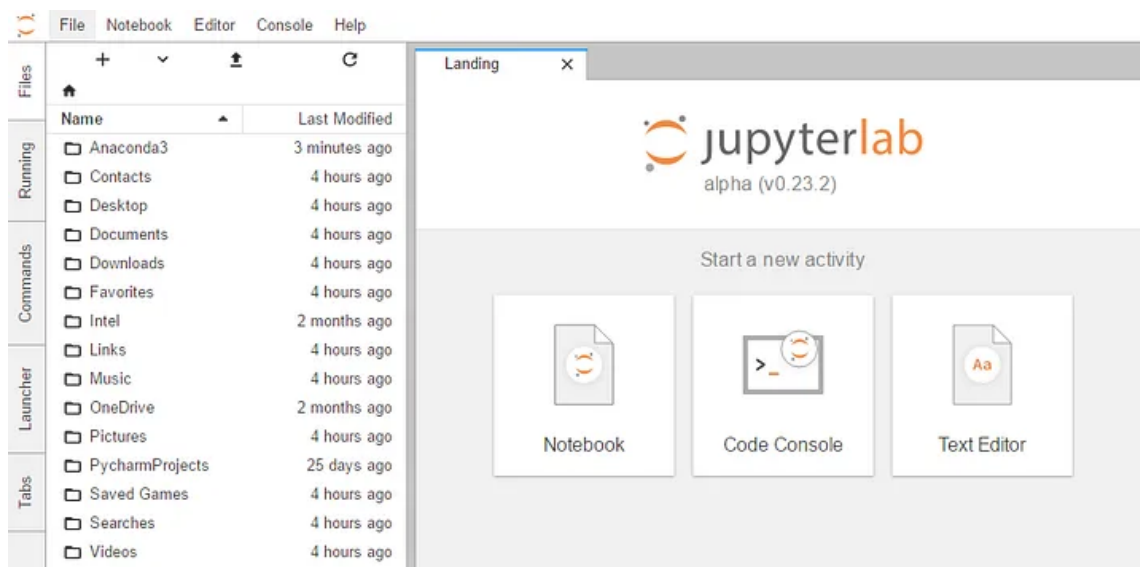 File Notebook Editor Console Help
Files
Running
Commands
Launcher
Tabs
Name Last Modified
Anaconda3 3 minutes ago
Contacts 4 hours ago
Desktop 4 hours ago
Documents 4 hours ago
Downloads 4 hours ago
Favorites 4 hours ago
Intel 2 months ago
Links 4 hours ago
Music 4 hours ago
OneDrive 2 months ago
Pictures 4 hours ago
PycharmProjects 25 days ago
Saved Games 4 hours ago
Searches 4 hours ago
Videos 4 hours ago
Landing
jupyterlab
alpha (v0.23.2)
Start a new activity
>_
Aa
Notebook Code Console Text Editor